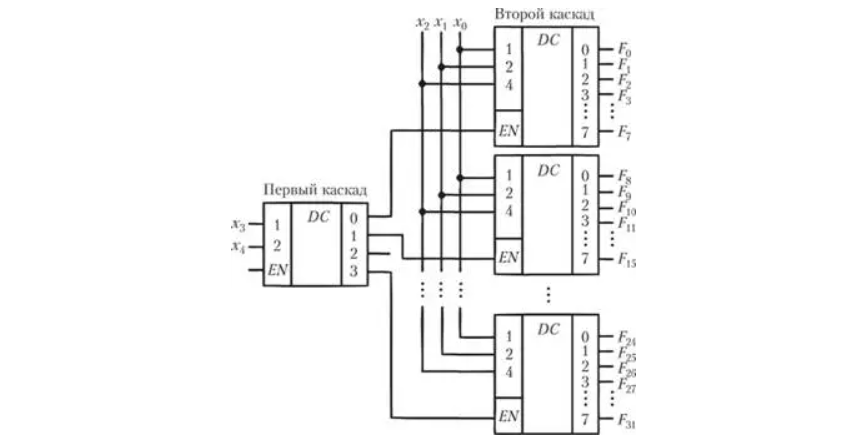 Второй каскад
x₂ x₁ x₀
DC
1
2
4
EN
0
1
2
3
7
F₀
F₁
F₂
F₃
F₇
DC
1
2
4
EN
0
1
2
3
7
F₈
F₉
F₁₀
F₁₁
F₁₅
Первый каскад
x₃
x₄
1
2
EN
DC
0
1
2
3
DC
1
2
4
EN
0
1
2
3
7
F₂₄
F₂₅
F₂₆
F₂₇
F₃₁